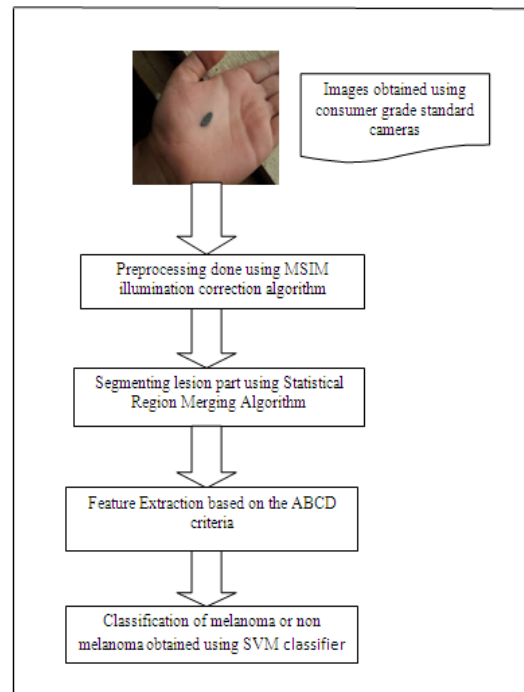 Images obtained using
consumer grade standard
cameras
Preprocessing done using MSIM
illumination correction algorithm
Segmenting lesion part using Statistical
Region Merging Algorithm
Feature Extraction based on the ABCD
criteria
Classification of melanoma or non
melanoma obtained using SVM classifier